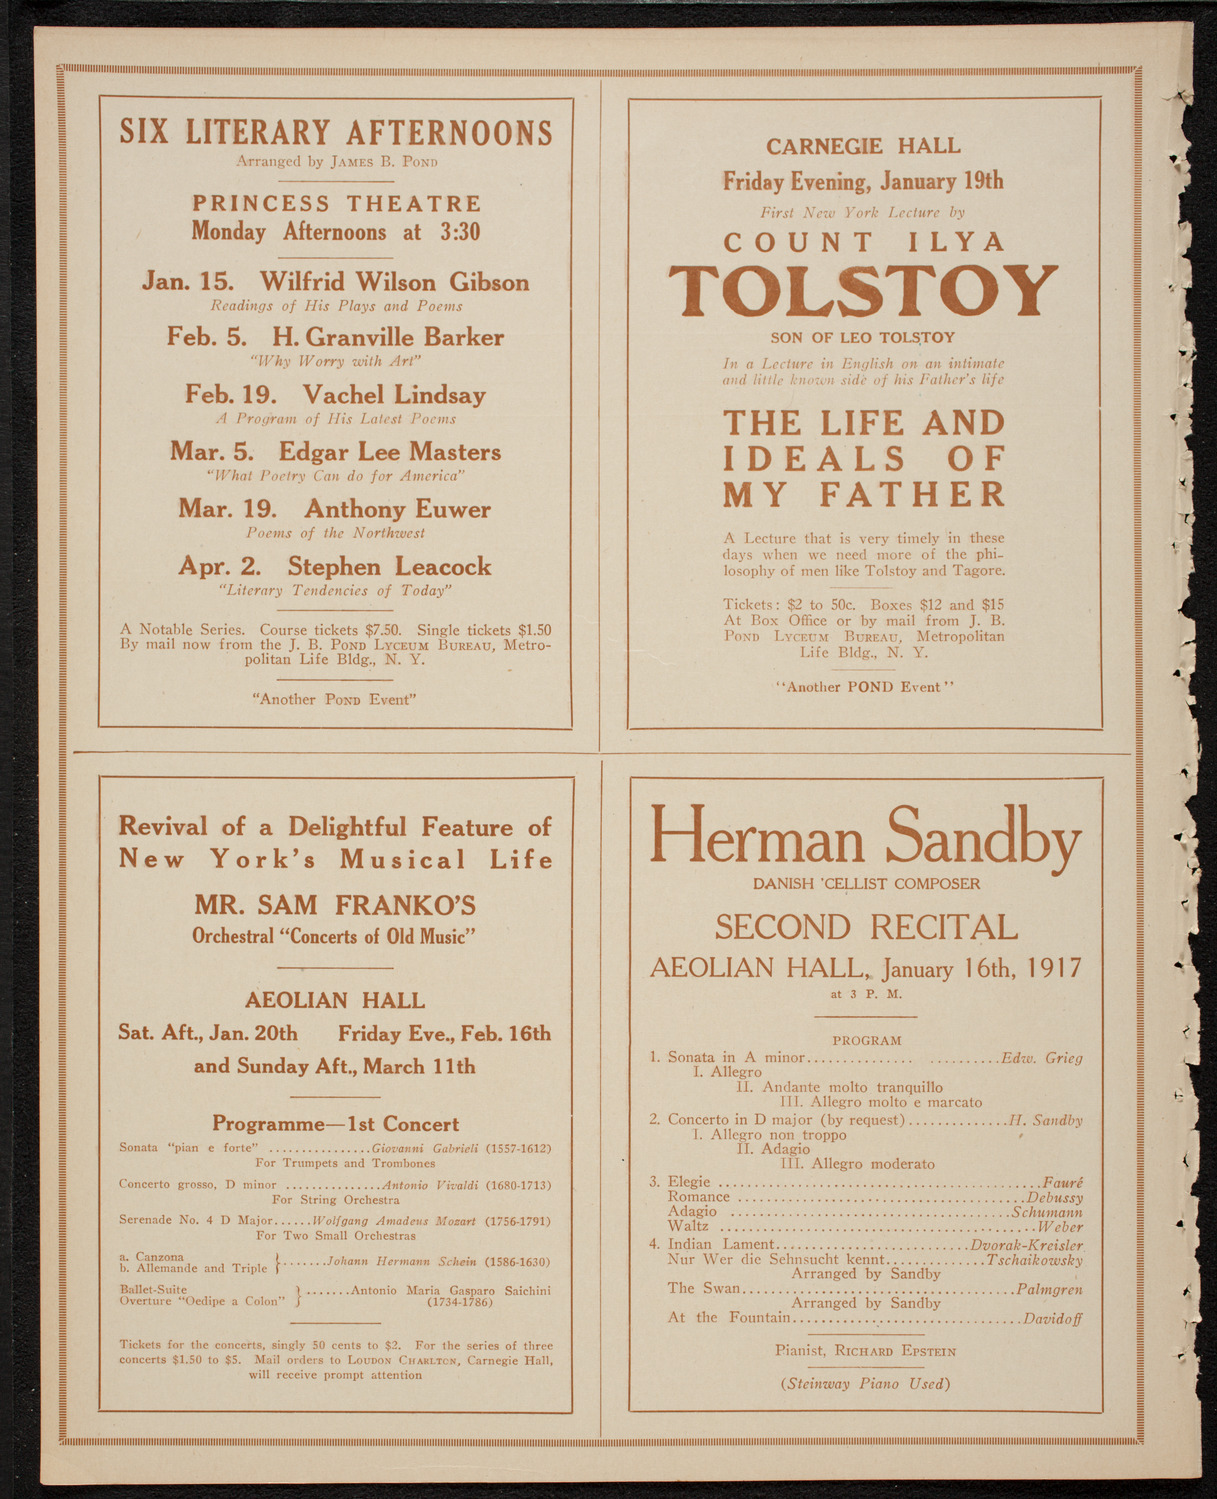 SIX LITERARY AFTERNOONS
Arranged by JAMES B. POND
PRINCESS THEATRE
Monday Afternoons at 3:30
Jan. 15. Wilfrid Wilson Gibson
Readings of His Plays and Poems
Feb. 5. H. Granville Barker
"Why Worry with Art"
Feb. 19. Vachel Lindsay
A Program of His Latest Poems
Mar. 5. Edgar Lee Masters
"What Poetry Can do for America"
Mar. 19. Anthony Euwer
Poems of the Northwest
Apr. 2. Stephen Leacock
"Literary Tendencies of Today"
A Notable Series. Course tickets $7.50. Single tickets $1.50
By mail now from the J. B. POND LYCEUM BUREAU, Metro-
politan Life Bldg., N. Y.
"Another POND Event"
CARNEGIE HALL
Friday Evening, January 19th
First New York Lecture by
COUNT ILYA
TOLSTOY
SON OF LEO TOLSTOY
In a Lecture in English on an intimate
and little known side of his Father's life
THE LIFE AND
IDEALS OF
MY FATHER
A Lecture that is very timely in these
days when we need more of the phi-
losophy of men like Tolstoy and Tagore.
Tickets: $2 to 50c. Boxes $12 and $15
At Box Office or by mail from J. B.
POND LYCEUM BUREAU, Metropolitan
Life Bldg., N. Y.
"Another POND Event"
Revival of a Delightful Feature of
New York's Musical Life
MR. SAM FRANKO'S
Orchestral "Concerts of Old Music"
AEOLIAN HALL
Sat. Aft., Jan. 20th Friday Eve., Feb. 16th
and Sunday Aft., March 11th
Programme—1st Concert
Sonata "pian e forte" ................Giovanni Gabrieli (1557-1612)
For Trumpets and Trombones
Concerto grosso, D minor ...............Antonio Vivaldi (1680-1713)
For String Orchestra
Serenade No. 4 D Major......Wolfgang Amadeus Mozart (1756-1791)
For Two Small Orchestras
a. Canzona
b. Allemande and Triple }.......Johann Hermann Schein (1586-1630)
Ballet-Suite } .......Antonio Maria Gasparo Saichini
Overture "Oedipe a Colon" (1734-1786)
Tickets for the concerts, singly 50 cents to $2. For the series of three
concerts $1.50 to $5. Mail orders to LOUDON CHARLTON, Carnegie Hall,
will receive prompt attention
Herman Sandby
DANISH 'CELLIST COMPOSER
SECOND RECITAL
AEOLIAN HALL, January 16th, 1917
at 3 P. M.
PROGRAM
1. Sonata in A minor............... ..........Edw. Grieg
I. Allegro
II. Andante molto tranquillo
III. Allegro molto e marcato
2. Concerto in D major (by request)..............H. Sandby
I. Allegro non troppo
II. Adagio
III. Allegro moderato
3. Elegie .............................................Fauré
Romance ........................................Debussy
Adagio .......................................Schumann
Waltz ............................................Weber
4. Indian Lament...........................Dvorak-Kreisler
Nur Wer die Sehnsucht kennt..............Tschaikowsky
Arranged by Sandby
The Swan......................................Palmgren
Arranged by Sandby
At the Fountain................................Davidoff
Pianist, RICHARD EPSTEIN
(Steinway Piano Used)